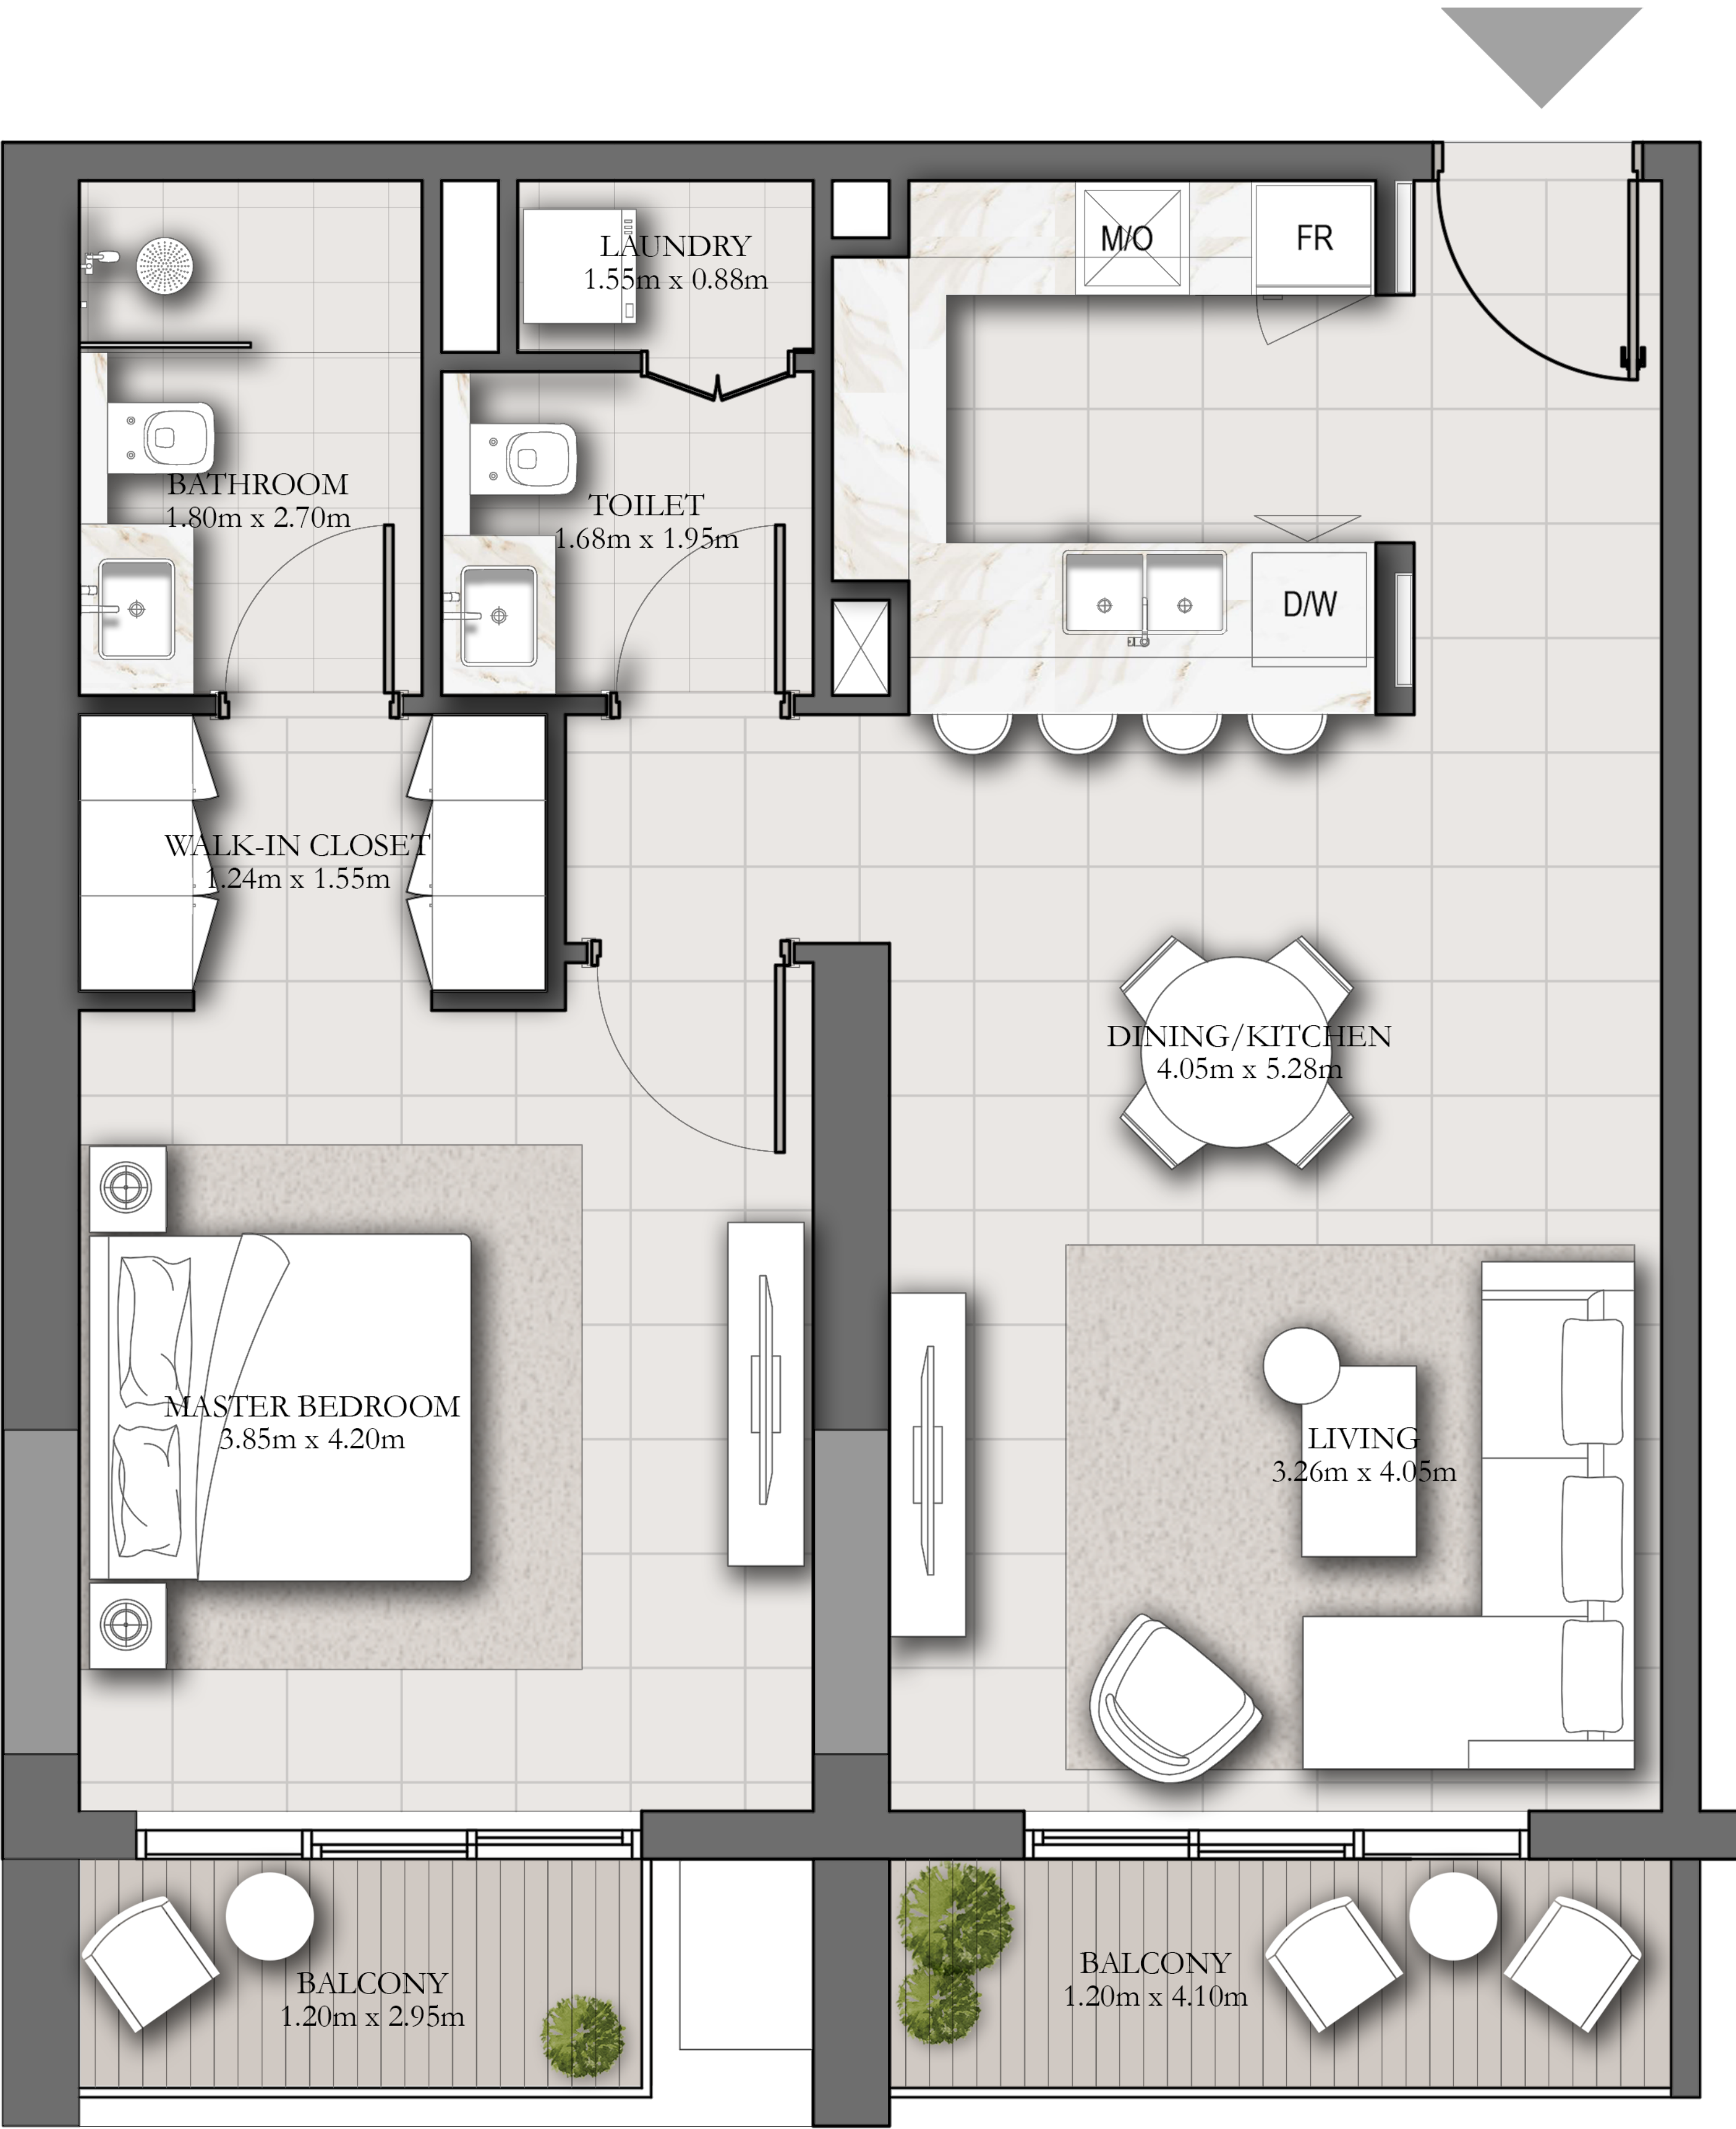 M/O
FR
LAUNDRY
1.55m x 0.88m
BATHROOM
1.80m x 2.70m
TOILET
1.68m x 1.95m
D/W
WALK-IN CLOSET
1.24m x 1.55m
DINING/KITCHEN
4.05m x 5.28m
MASTER BEDROOM
3.85m x 4.20m
LIVING
3.26m x 4.05m
BALCONY
1.20m x 2.95m
BALCONY
1.20m x 4.10m